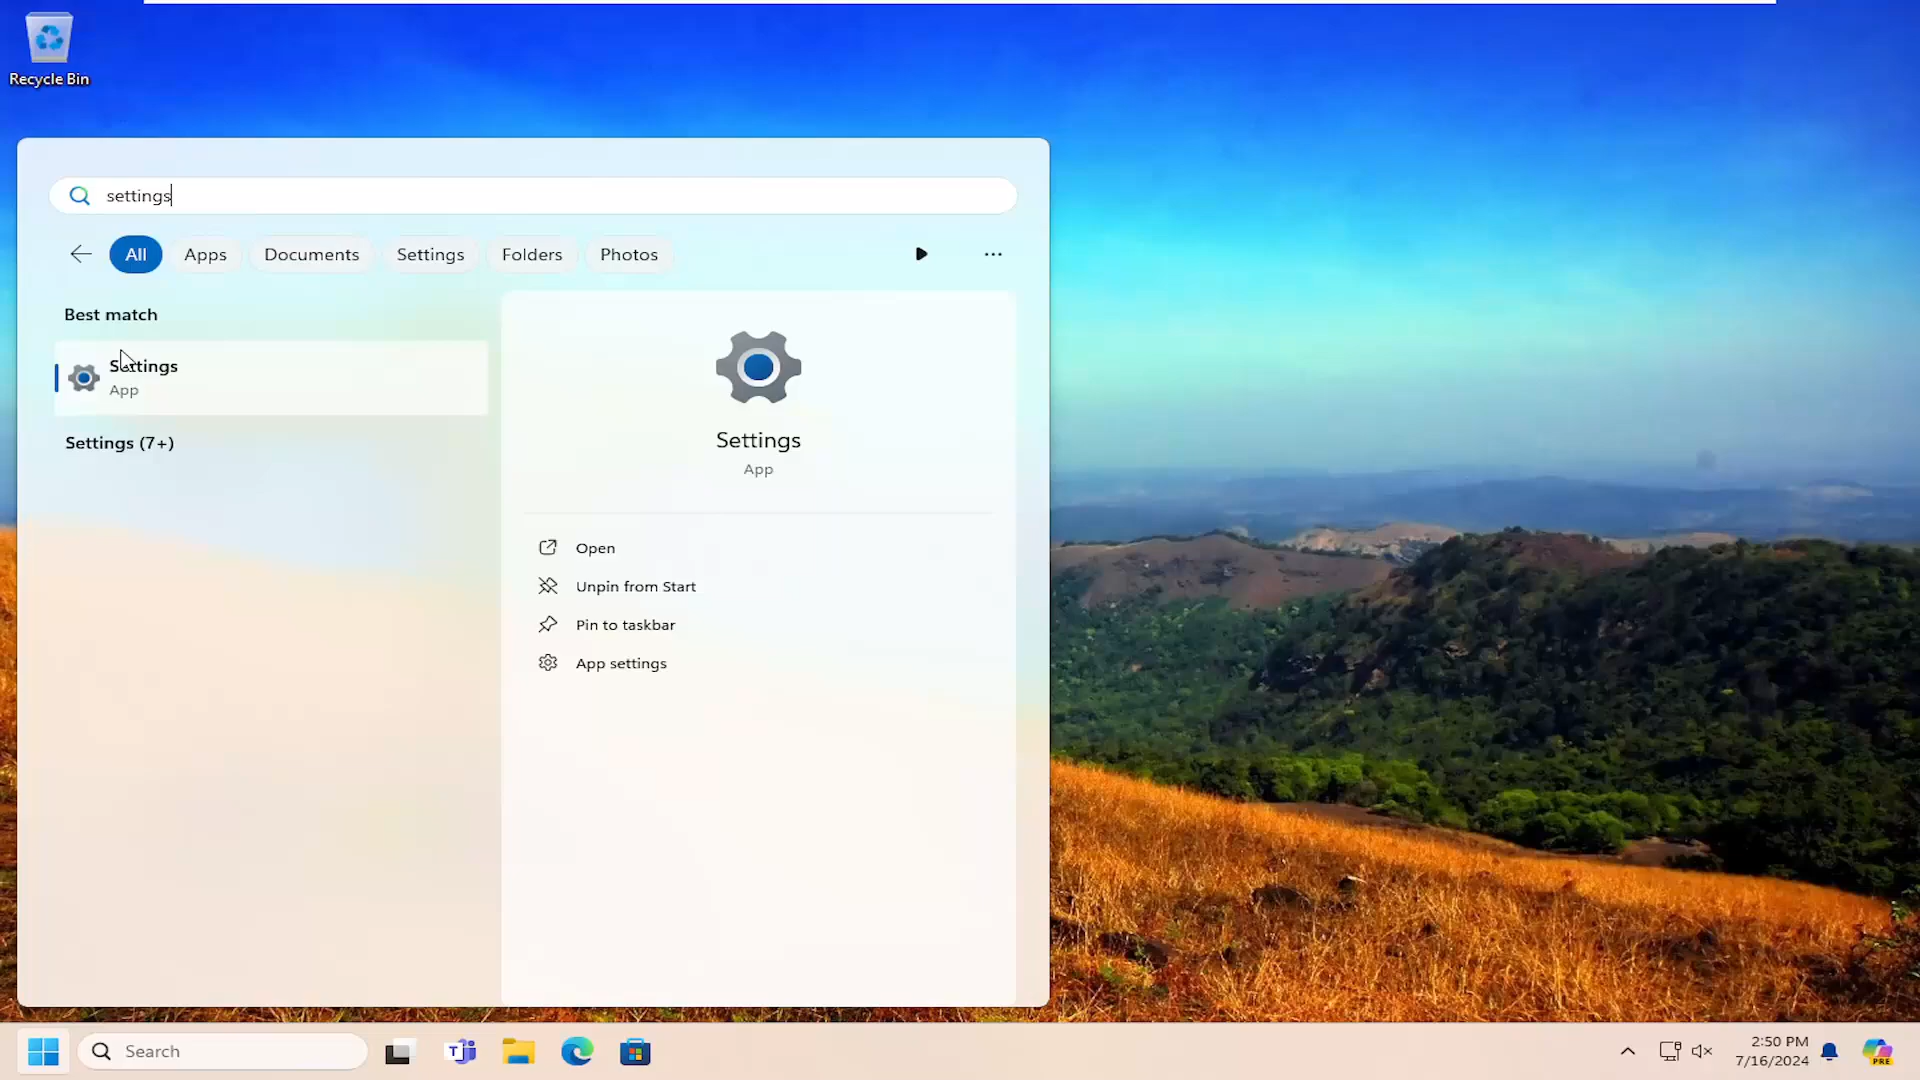 Recycle Bin
settings
All
Apps
Documents
Settings
Folders
Photos
Best match
Settings
App
Settings (7+)
Settings
App
Open
Unpin from Start
Pin to taskbar
App settings
Search
T
2:50 PM
7/16/2024
PRE